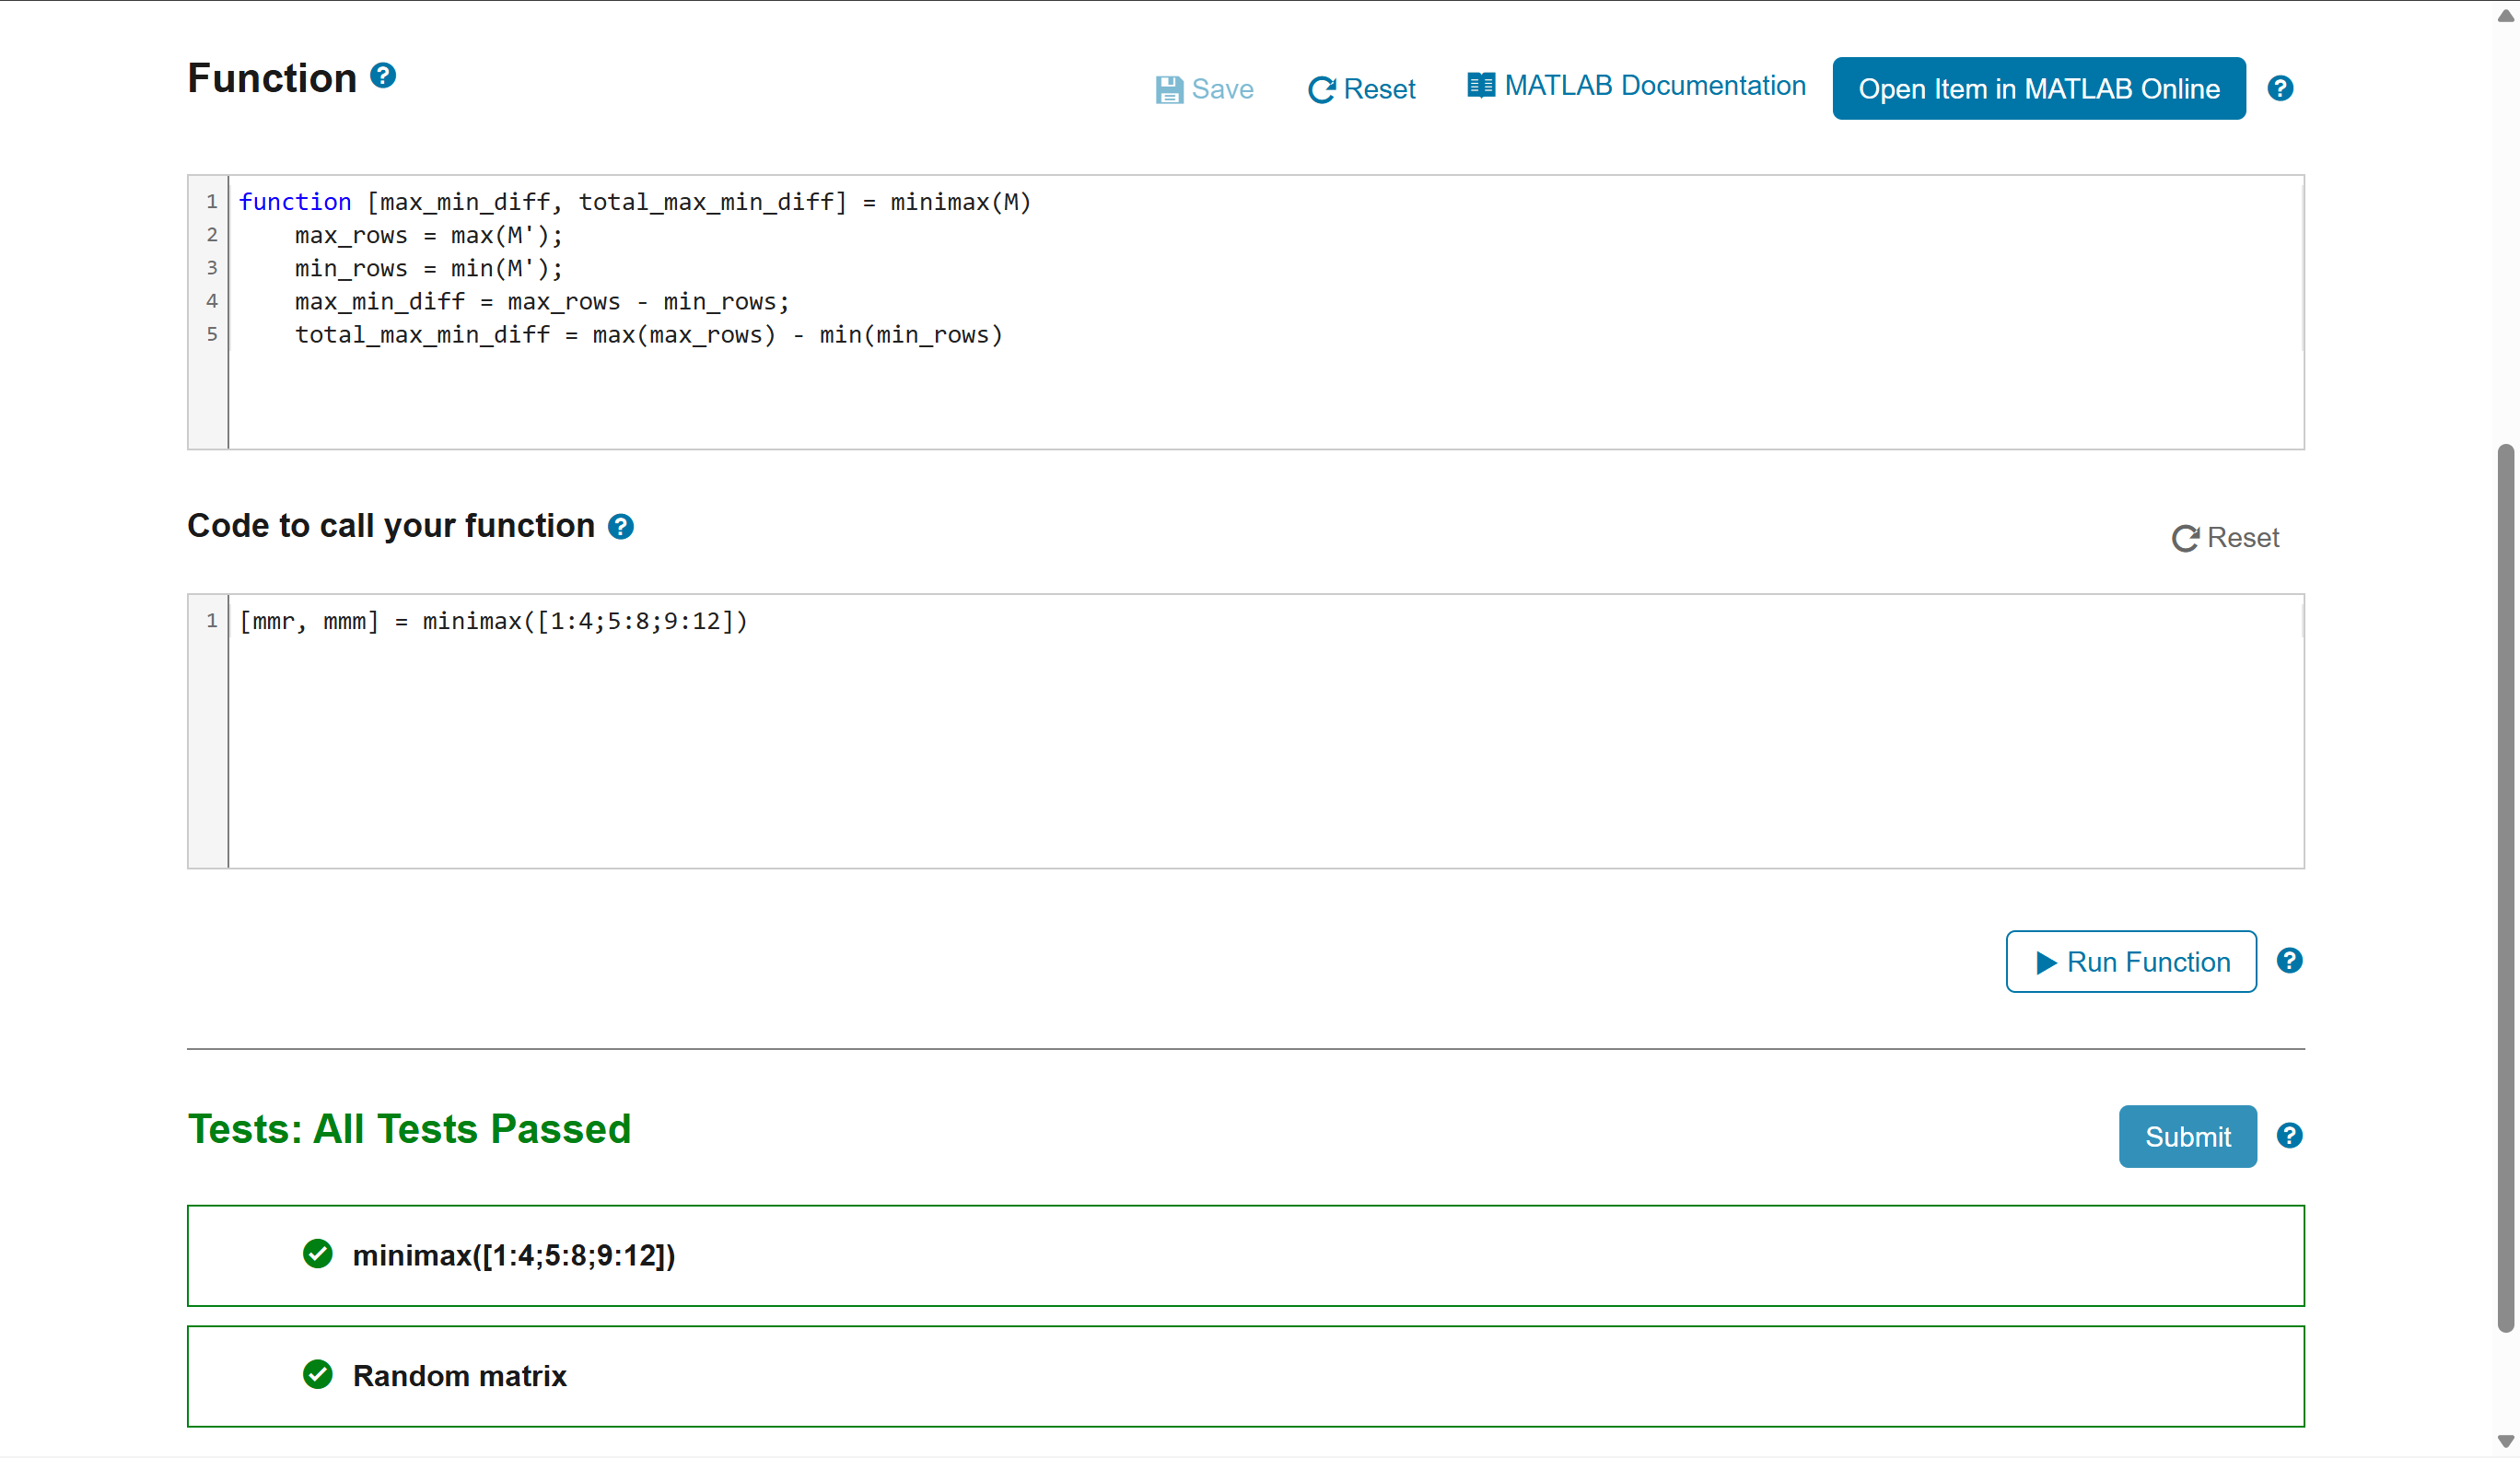 Function
Save
Reset
MATLAB Documentation
Open Item in MATLAB Online
1 function [max_min_diff, total_max_min_diff] = minimax(M)
2     max_rows = max(M');
3     min_rows = min(M');
4     max_min_diff = max_rows - min_rows;
5     total_max_min_diff = max(max_rows) - min(min_rows)
Code to call your function
Reset
1 [mmr, mmm] = minimax([1:4;5:8;9:12])
Run Function
Tests: All Tests Passed
Submit
minimax([1:4;5:8;9:12])
Random matrix